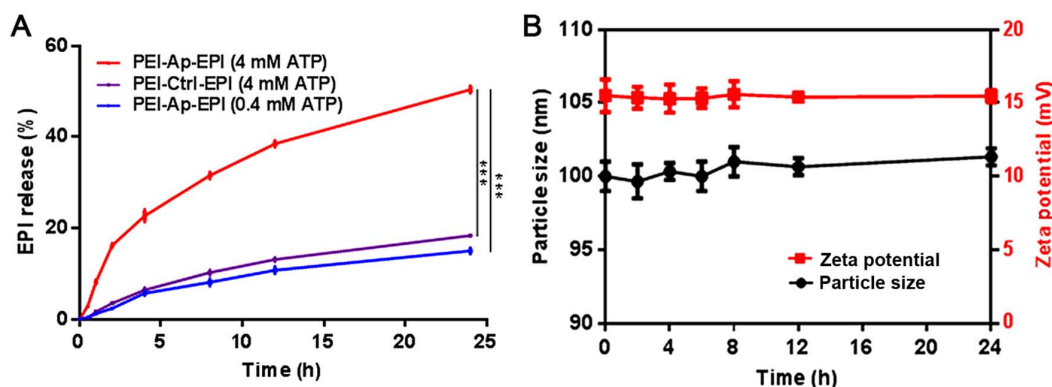 A
EPI release (%)
60
40
20
0
PEI-Ap-EPI (4 mM ATP)
PEI-Ctrl-EPI (4 mM ATP)
PEI-Ap-EPI (0.4 mM ATP)
***
***
0 5 10 15 20 25
Time (h)
B
Particle size (nm)
110
105
100
95
90
Zeta potential
Particle size
20
15
10
5
0
Zeta potential (mV)
0 4 8 12 16 20 24
Time (h)